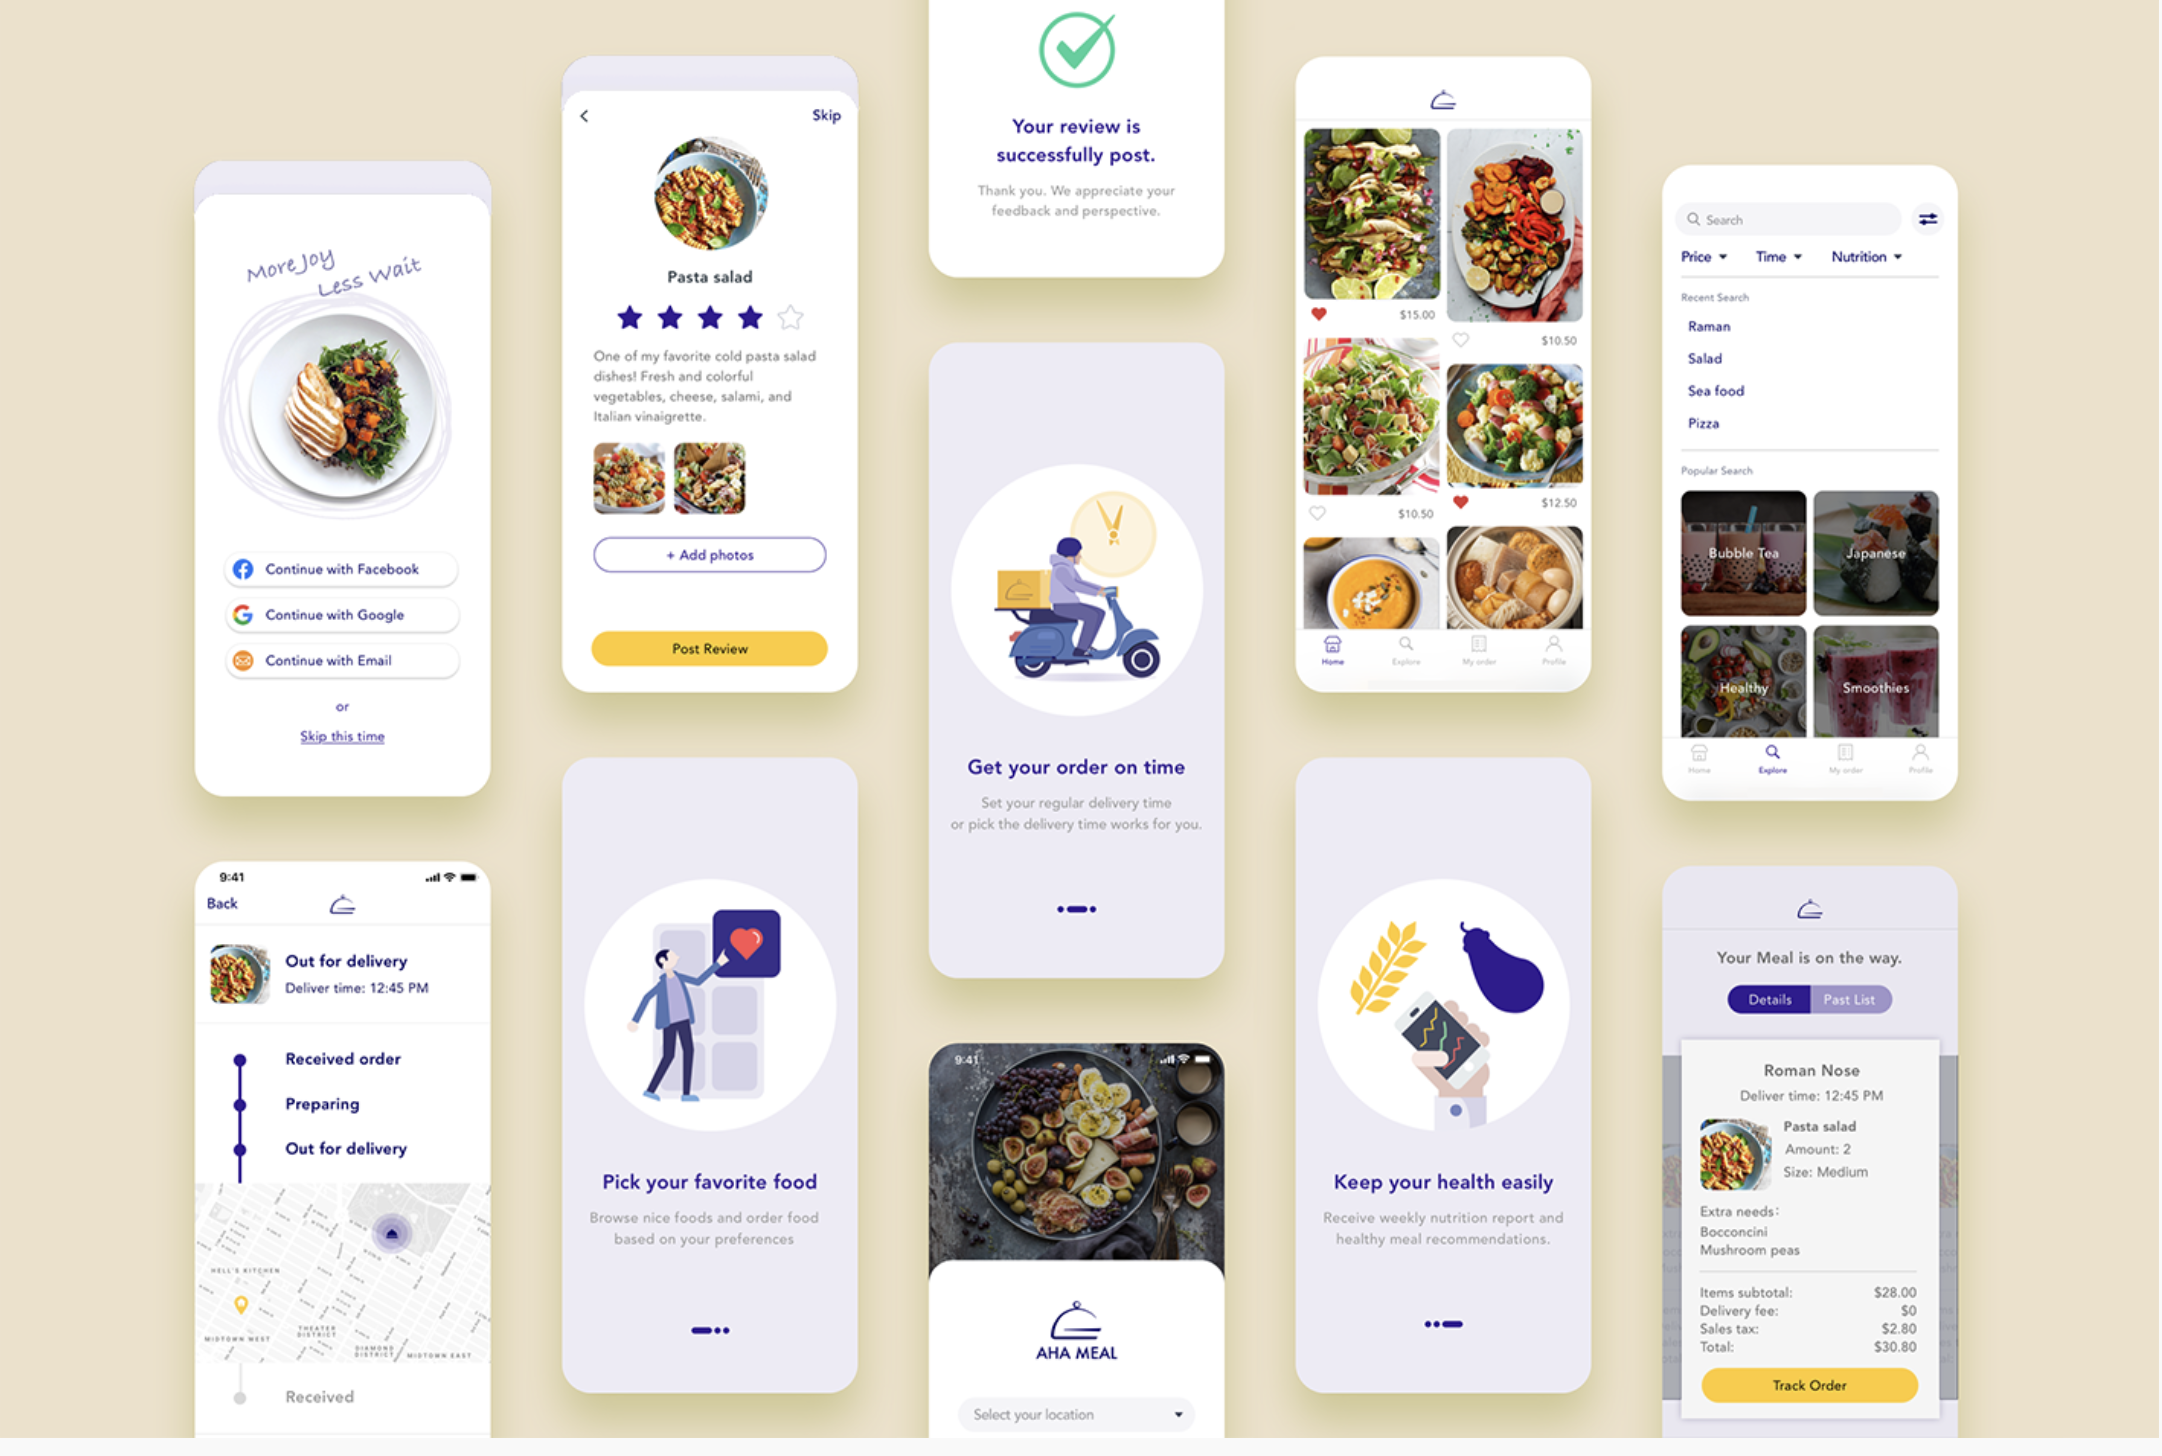 More Joy
Less Wait
Continue with Facebook
Continue with Google
Continue with Email
or
Skip this time
9:41
Back
Out for delivery
Deliver time: 12:45 PM
Received order
Preparing
Out for delivery
HELL'S KITCHEN
MIDTOWN WEST
THEATER
DISTRICT
DIAMOND
DISTRICT
MIDTOWN EAST
Received
Skip
Pasta salad
One of my favorite cold pasta salad
dishes! Fresh and colorful
vegetables, cheese, salami, and
Italian vinaigrette.
+ Add photos
Post Review
Pick your favorite food
Browse nice foods and order food
based on your preferences
Your review is
successfully post.
Thank you. We appreciate your
feedback and perspective.
Get your order on time
Set your regular delivery time
or pick the delivery time works for you.
9:41
AHA MEAL
Select your location
$15.00
$10.50
$10.50
$12.50
Home
Explore
My order
Profile
Keep your health easily
Receive weekly nutrition report and
healthy meal recommendations.
Search
Price
Time
Nutrition
Recent Search
Raman
Salad
Sea food
Pizza
Popular Search
Bubble Tea
Japanese
Healthy
Smoothies
Home
Explore
My order
Profile
Your Meal is on the way.
Details
Past List
Roman Nose
Deliver time: 12:45 PM
Pasta salad
Amount: 2
Size: Medium
Extra needs:
Bocconcini
Mushroom peas
Items subtotal: $28.00
Delivery fee: $0
Sales tax: $2.80
Total: $30.80
Track Order